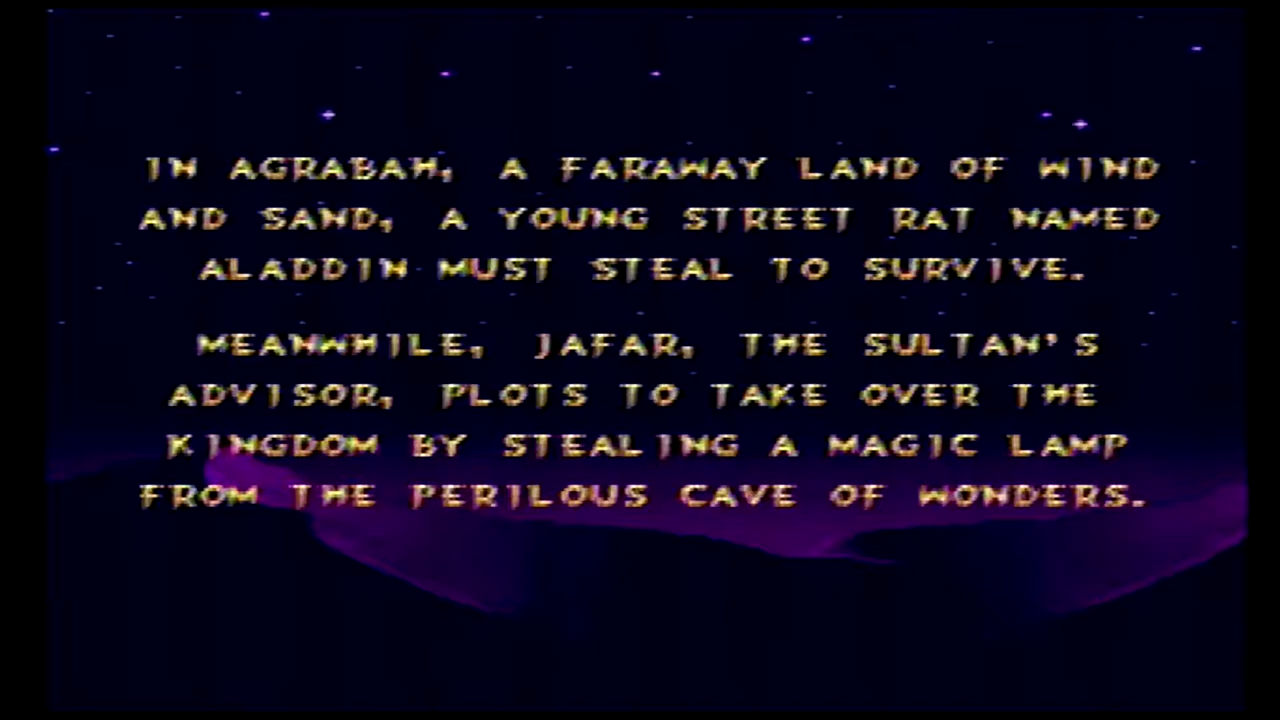 IN AGRABAH, A FARAWAY LAND OF WIND
AND SAND, A YOUNG STREET RAT NAMED
ALADDIN MUST STEAL TO SURVIVE.
MEANWHILE, JAFAR, THE SULTAN'S
ADVISOR, PLOTS TO TAKE OVER THE
KINGDOM BY STEALING A MAGIC LAMP
FROM THE PERILOUS CAVE OF WONDERS.